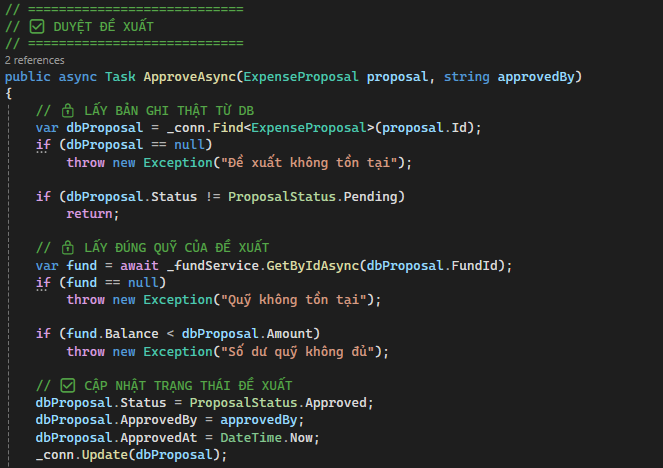 // ============================
// ✅ DUYỆT ĐỀ XUẤT
// ============================
2 references
public async Task ApproveAsync(ExpenseProposal proposal, string approvedBy)
{
// 🔒 LẤY BẢN GHI THẬT TỪ DB
var dbProposal = _conn.Find<ExpenseProposal>(proposal.Id);
if (dbProposal == null)
throw new Exception("Đề xuất không tồn tại");
if (dbProposal.Status != ProposalStatus.Pending)
return;
// 🔒 LẤY ĐÚNG QUỸ CỦA ĐỀ XUẤT
var fund = await _fundService.GetByIdAsync(dbProposal.FundId);
if (fund == null)
throw new Exception("Quỹ không tồn tại");
if (fund.Balance < dbProposal.Amount)
throw new Exception("Số dư quỹ không đủ");
// ✅ CẬP NHẬT TRẠNG THÁI ĐỀ XUẤT
dbProposal.Status = ProposalStatus.Approved;
dbProposal.ApprovedBy = approvedBy;
dbProposal.ApprovedAt = DateTime.Now;
_conn.Update(dbProposal);